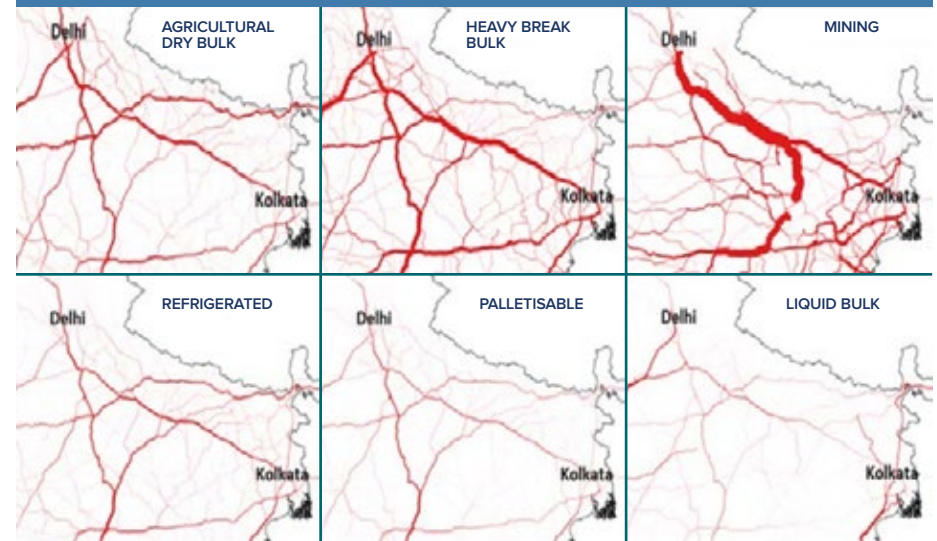 AGRICULTURAL
DRY BULK
Delhi
Kolkata
HEAVY BREAK
BULK
Delhi
Kolkata
MINING
Delhi
Kolkata
REFRIGERATED
Delhi
Kolkata
PALLETISABLE
Delhi
Kolkata
LIQUID BULK
Delhi
Kolkata